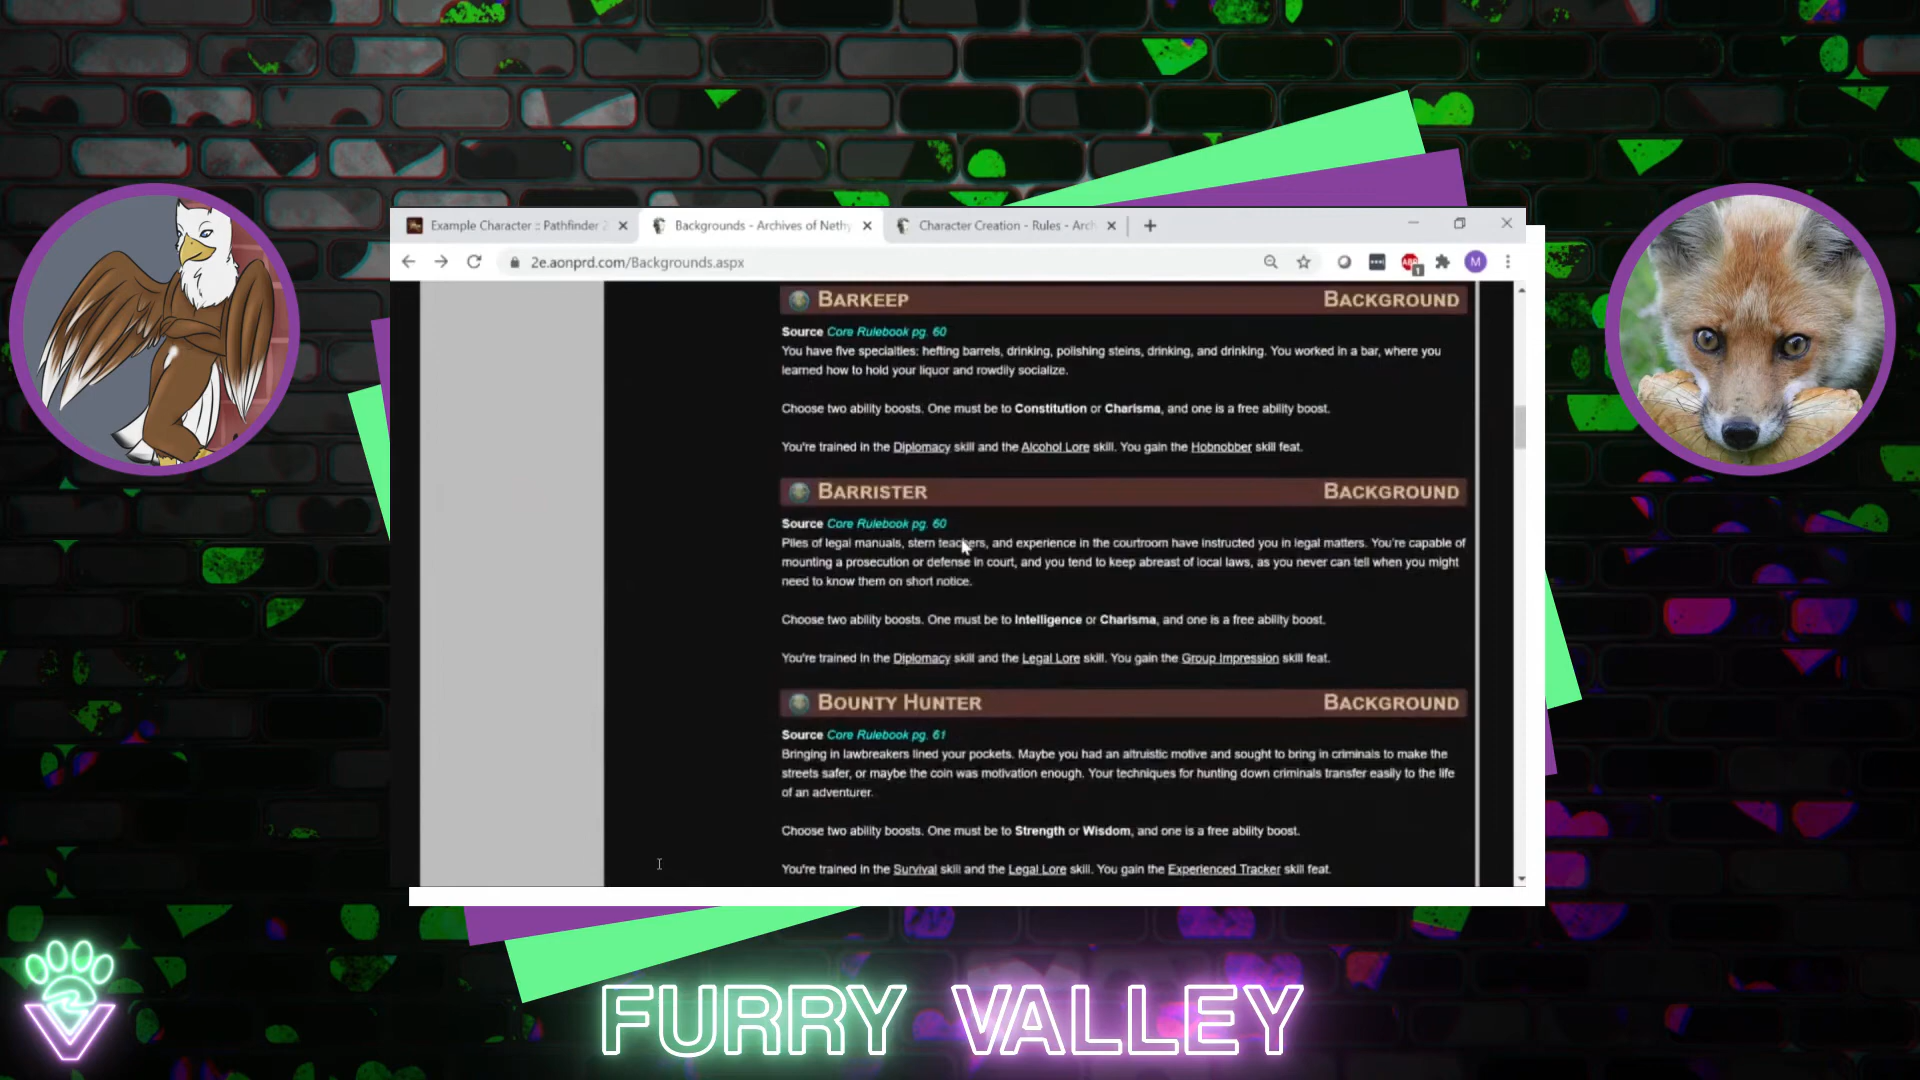 Example Character :: Pathfinder 2
Backgrounds - Archives of Nethy
Character Creation - Rules - Arch
2e.aonprd.com/Backgrounds.aspx
ABP
1
M
BARKEEP BACKGROUND
Source Core Rulebook pg. 60
You have five specialties: hefting barrels, drinking, polishing steins, drinking, and drinking. You worked in a bar, where you
learned how to hold your liquor and rowdily socialize.
Choose two ability boosts. One must be to Constitution or Charisma, and one is a free ability boost.
You're trained in the Diplomacy skill and the Alcohol Lore skill. You gain the Hobnobber skill feat.
BARRISTER BACKGROUND
Source Core Rulebook pg. 60
Piles of legal manuals, stern teachers, and experience in the courtroom have instructed you in legal matters. You're capable of
mounting a prosecution or defense in court, and you tend to keep abreast of local laws, as you never can tell when you might
need to know them on short notice.
Choose two ability boosts. One must be to Intelligence or Charisma, and one is a free ability boost.
You're trained in the Diplomacy skill and the Legal Lore skill. You gain the Group Impression skill feat.
BOUNTY HUNTER BACKGROUND
Source Core Rulebook pg. 61
Bringing in lawbreakers lined your pockets. Maybe you had an altruistic motive and sought to bring in criminals to make the
streets safer, or maybe the coin was motivation enough. Your techniques for hunting down criminals transfer easily to the life
of an adventurer.
Choose two ability boosts. One must be to Strength or Wisdom, and one is a free ability boost.
You're trained in the Survival skill and the Legal Lore skill. You gain the Experienced Tracker skill feat.
FURRY VALLEY